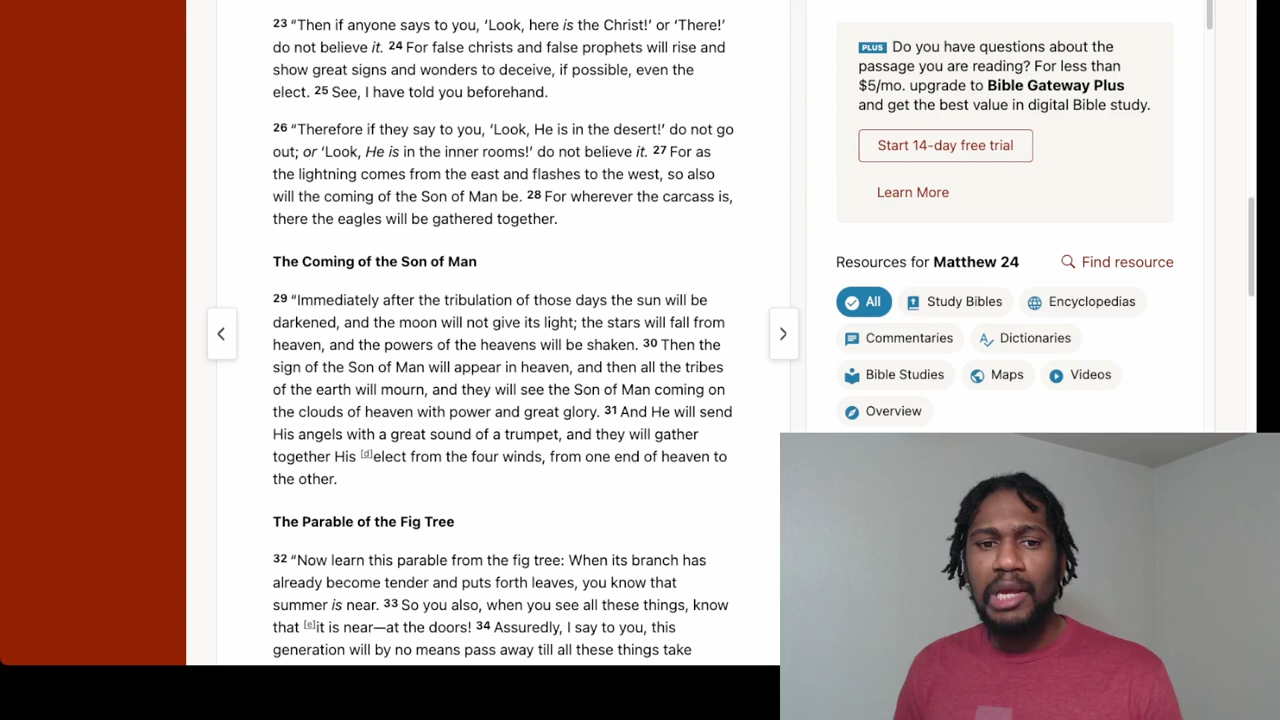 23 “Then if anyone says to you, ‘Look, here is the Christ!’ or ‘There!’
do not believe it. 24 For false christs and false prophets will rise and
show great signs and wonders to deceive, if possible, even the
elect. 25 See, I have told you beforehand.
26 “Therefore if they say to you, ‘Look, He is in the desert!’ do not go
out; or ‘Look, He is in the inner rooms!’ do not believe it. 27 For as
the lightning comes from the east and flashes to the west, so also
will the coming of the Son of Man be. 28 For wherever the carcass is,
there the eagles will be gathered together.
The Coming of the Son of Man
29 “Immediately after the tribulation of those days the sun will be
darkened, and the moon will not give its light; the stars will fall from
heaven, and the powers of the heavens will be shaken. 30 Then the
sign of the Son of Man will appear in heaven, and then all the tribes
of the earth will mourn, and they will see the Son of Man coming on
the clouds of heaven with power and great glory. 31 And He will send
His angels with a great sound of a trumpet, and they will gather
together His [d]elect from the four winds, from one end of heaven to
the other.
The Parable of the Fig Tree
32 “Now learn this parable from the fig tree: When its branch has
already become tender and puts forth leaves, you know that
summer is near. 33 So you also, when you see all these things, know
that [e]it is near—at the doors! 34 Assuredly, I say to you, this
generation will by no means pass away till all these things take
PLUS Do you have questions about the
passage you are reading? For less than
$5/mo. upgrade to Bible Gateway Plus
and get the best value in digital Bible study.
Start 14-day free trial
Learn More
Resources for Matthew 24 Find resource
All Study Bibles Encyclopedias
Commentaries Dictionaries
Bible Studies Maps Videos
Overview